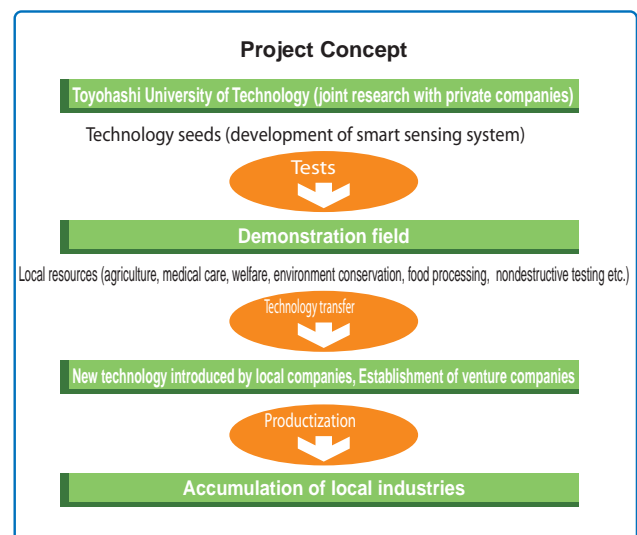 Project Concept
Toyohashi University of Technology (joint research with private companies)
Technology seeds (development of smart sensing system)
Tests
Demonstration field
Local resources (agriculture, medical care, welfare, environment conservation, food processing, nondestructive testing etc.)
Technology transfer
New technology introduced by local companies, Establishment of venture companies
Productization
Accumulation of local industries